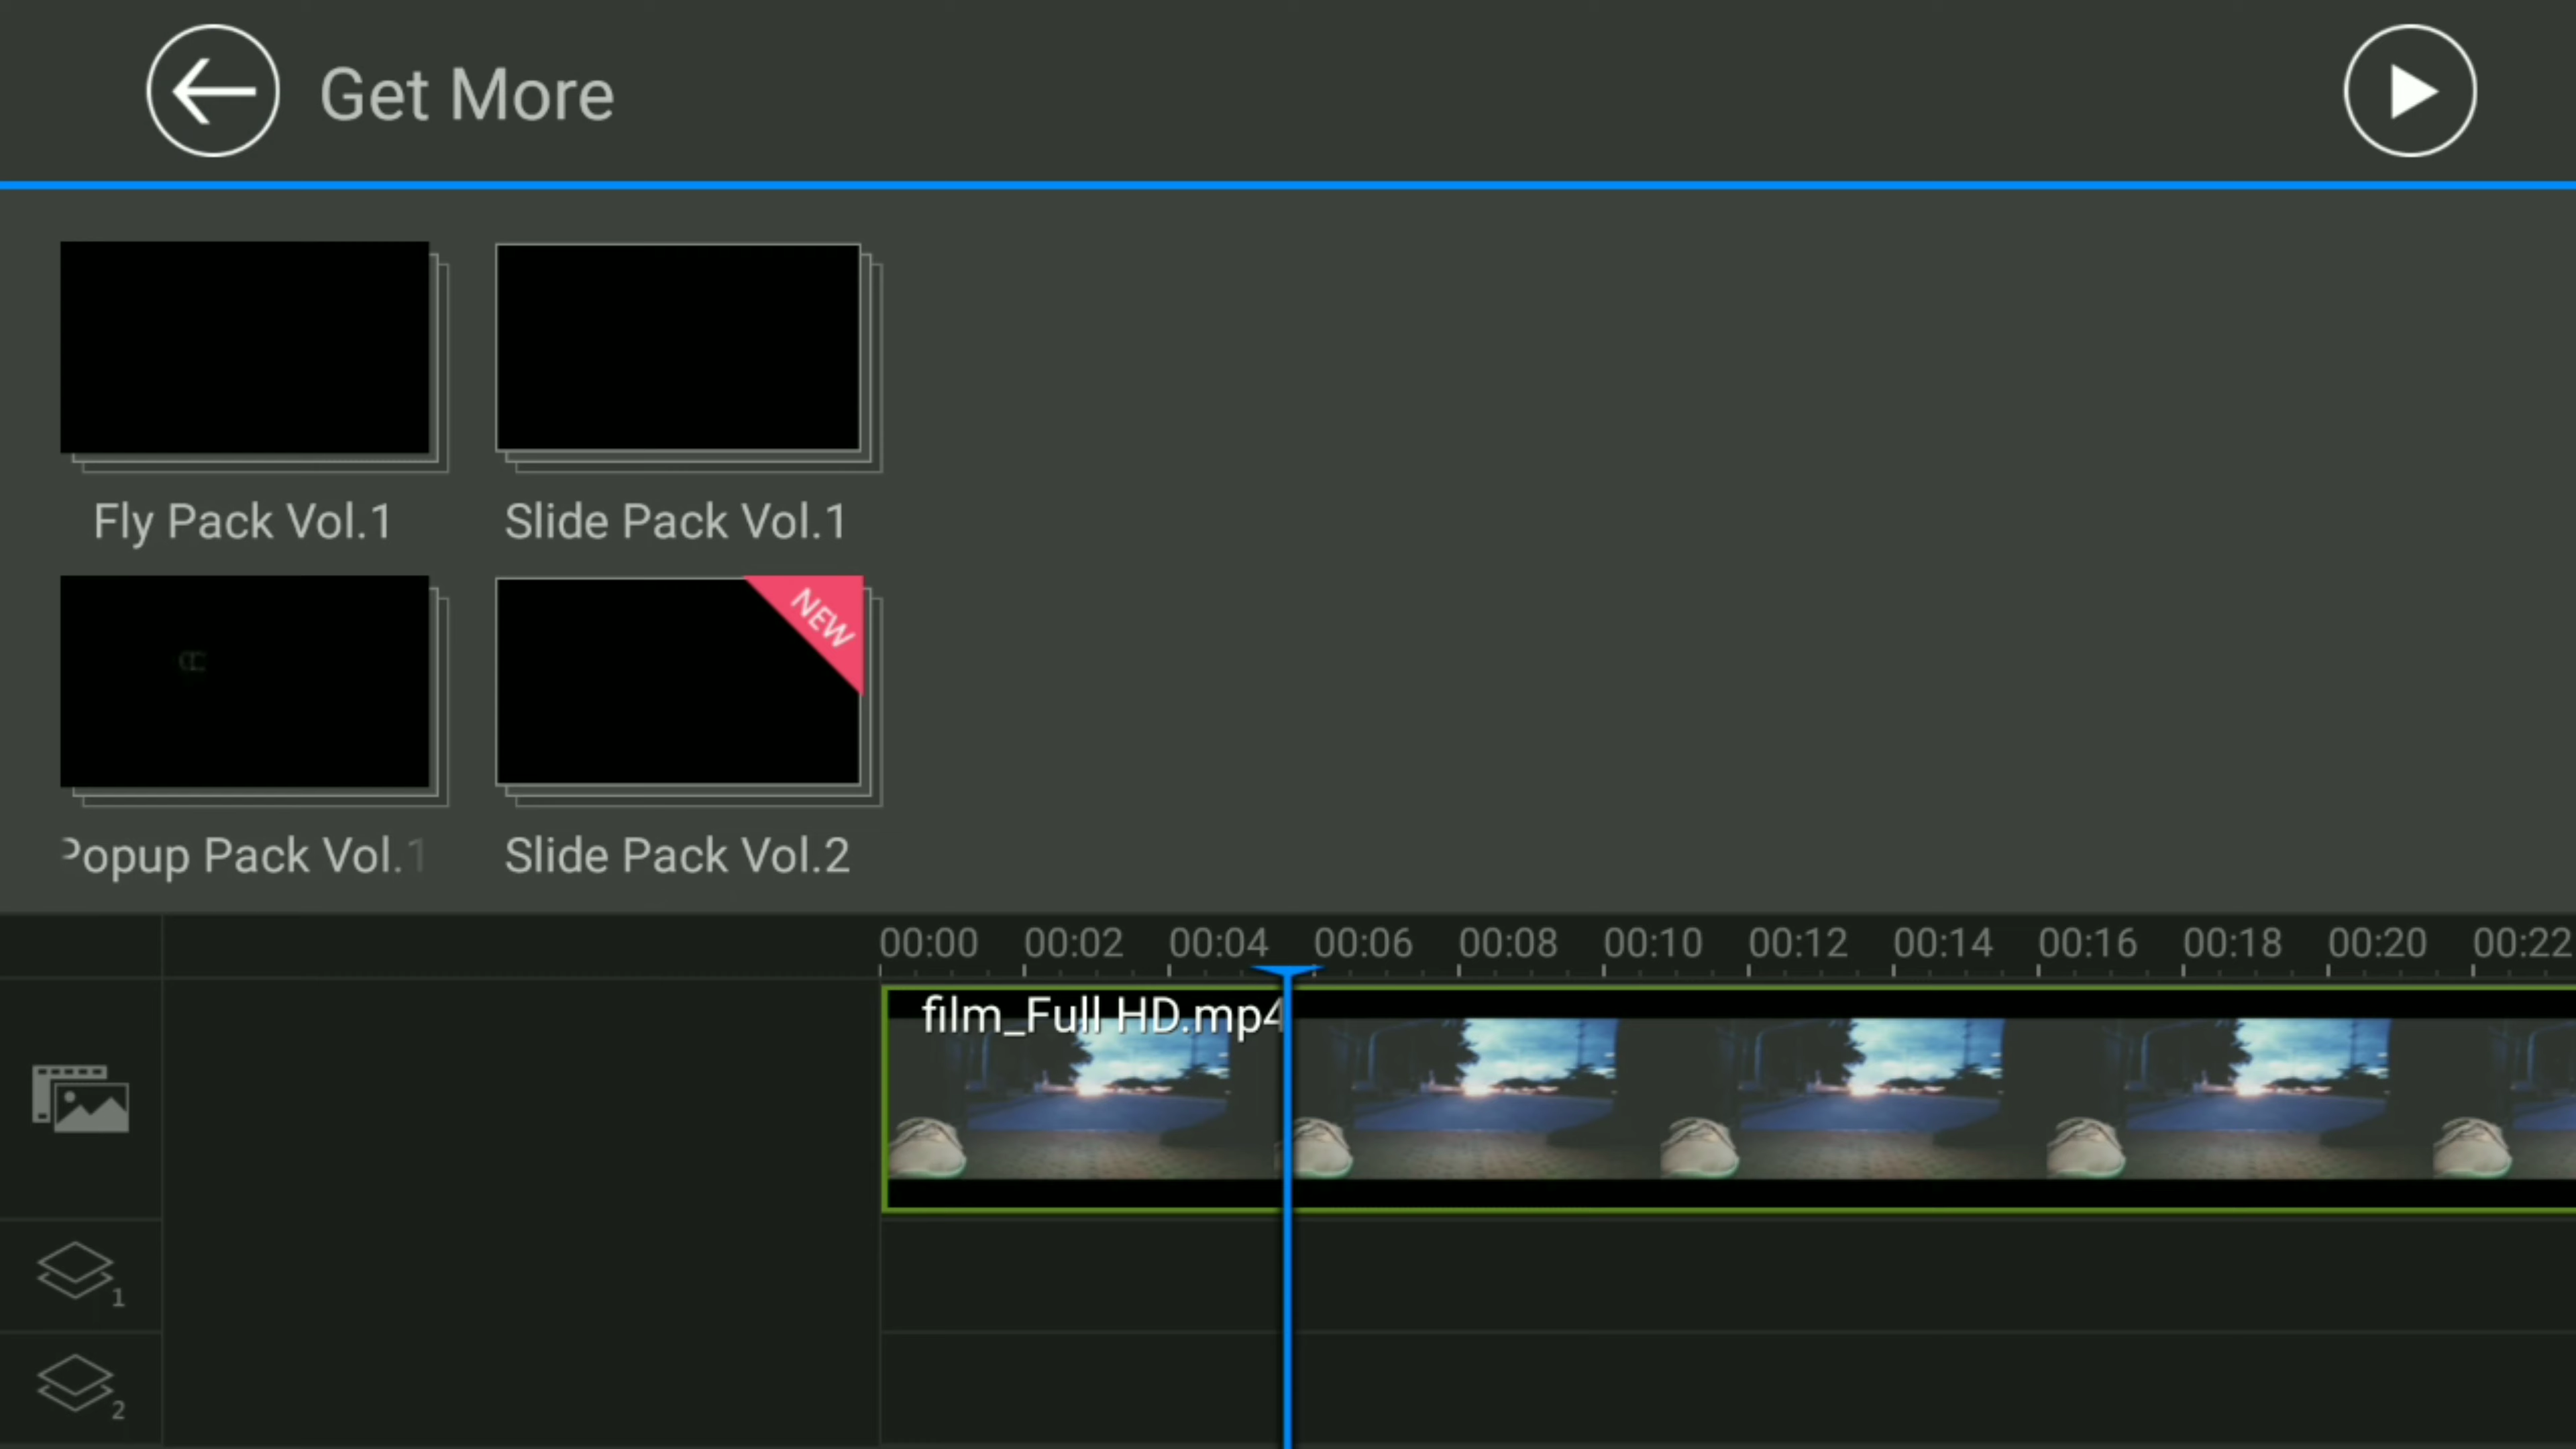 Get More
Fly Pack Vol.1
Slide Pack Vol.1
NEW
Popup Pack Vol.1
Slide Pack Vol.2
00:00 00:02 00:04 00:06 00:08 00:10 00:12 00:14 00:16 00:18 00:20 00:22
film_Full HD.mp4
1
2